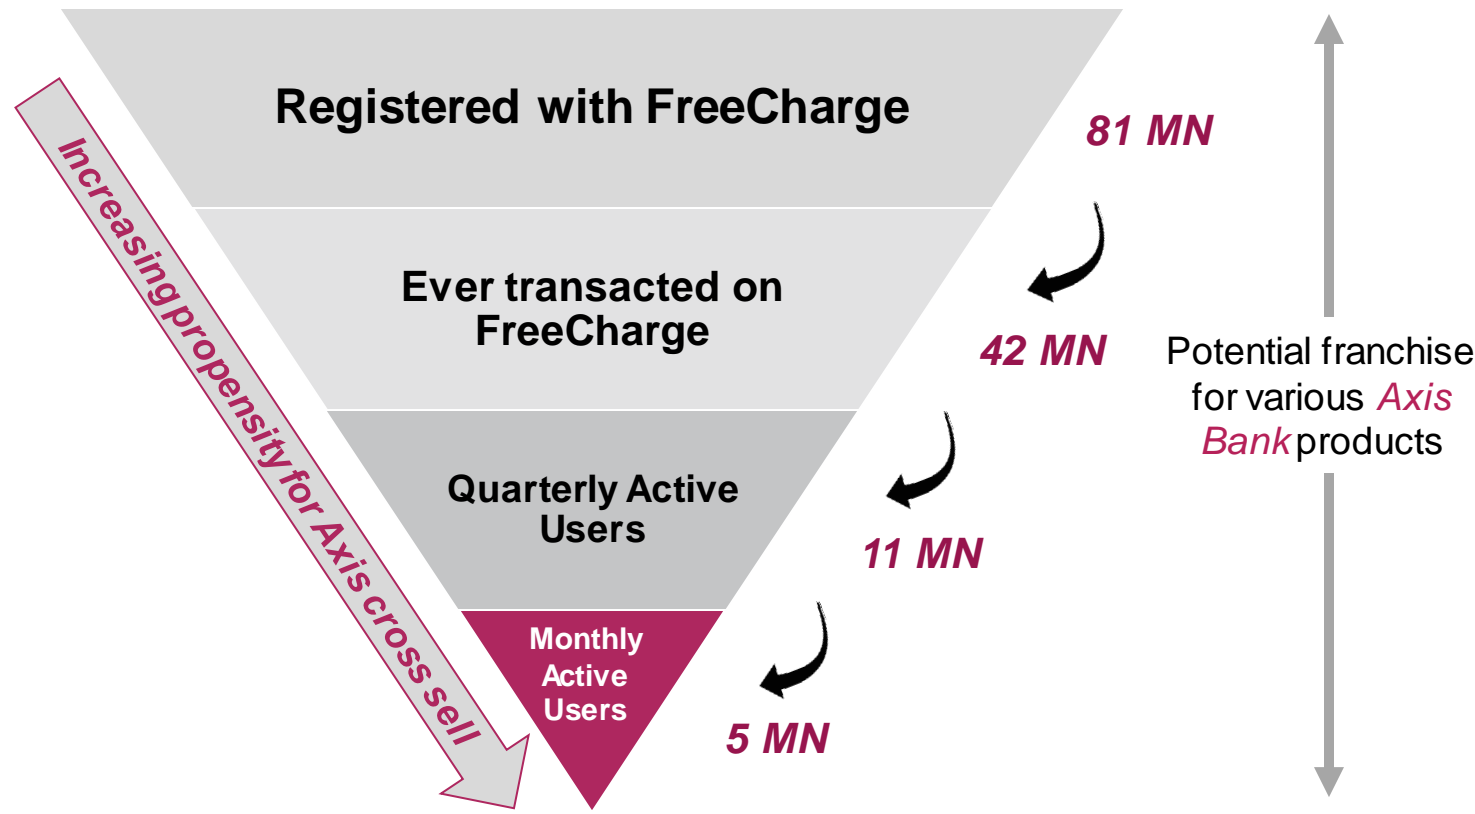 Registered with FreeCharge
81 MN
Increasing propensity for Axis cross sell
Ever transacted on
FreeCharge
42 MN
Potential franchise
for various Axis
Bank products
Quarterly Active
Users
11 MN
Monthly
Active
Users
5 MN